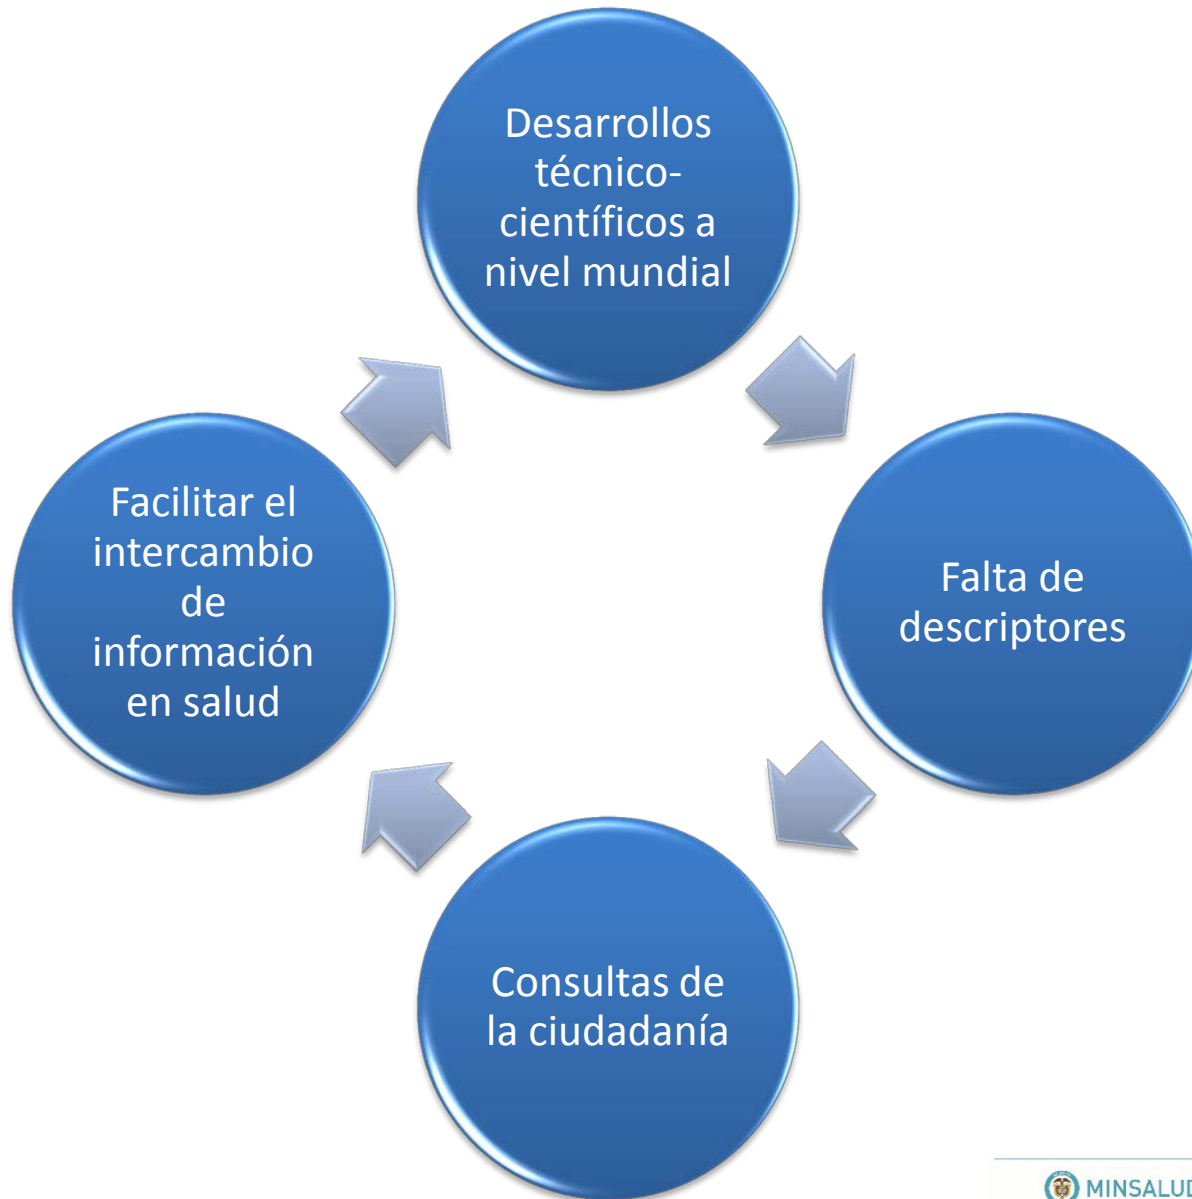 Desarrollos
técnico-
científicos a
nivel mundial
Facilitar el
intercambio
de
información
en salud
Falta de
descriptores
Consultas de
la ciudadanía
MINSALUD